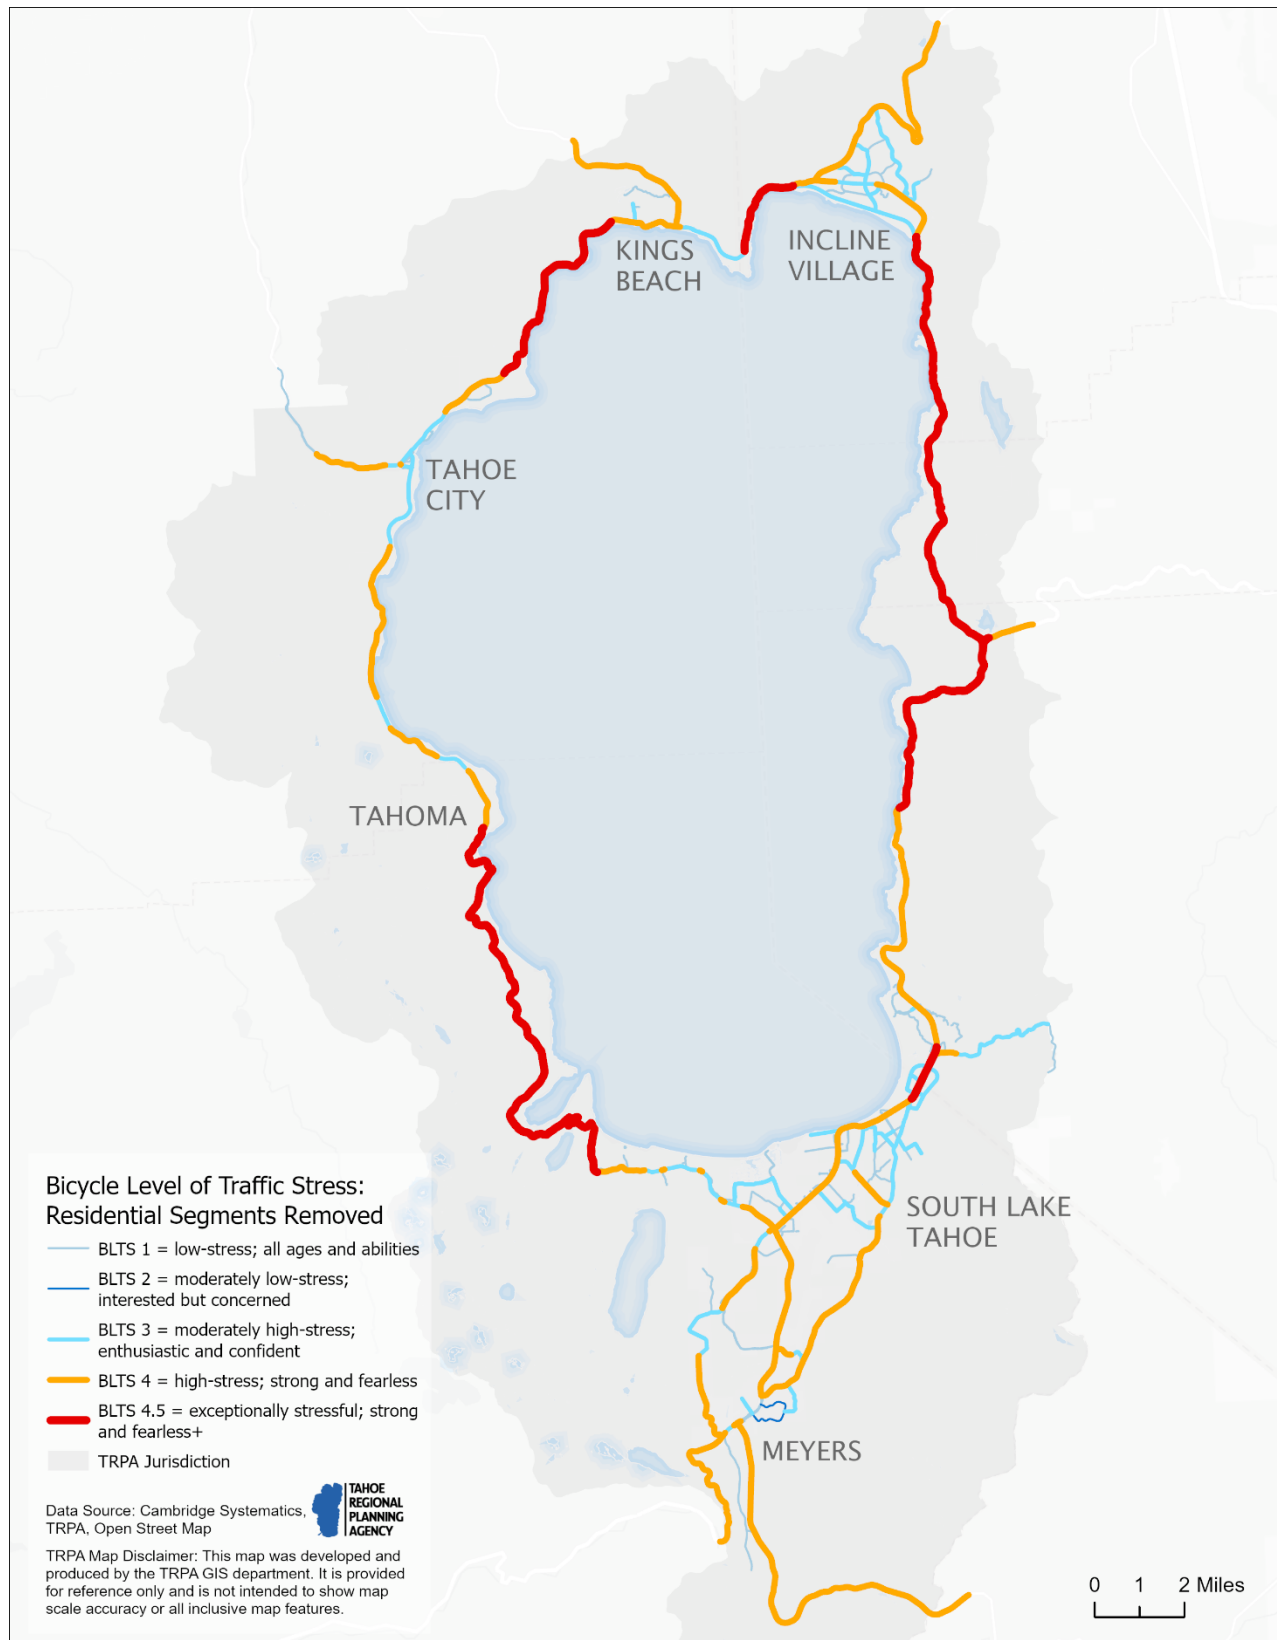 KINGS
BEACH
INCLINE
VILLAGE
TAHOE
CITY
TAHOMA
SOUTH LAKE
TAHOE
MEYERS
Bicycle Level of Traffic Stress:
Residential Segments Removed
BLTS 1 = low-stress; all ages and abilities
BLTS 2 = moderately low-stress;
interested but concerned
BLTS 3 = moderately high-stress;
enthusiastic and confident
BLTS 4 = high-stress; strong and fearless
BLTS 4.5 = exceptionally stressful; strong
and fearless+
TRPA Jurisdiction
Data Source: Cambridge Systematics,
TRPA, Open Street Map
TAHOE
REGIONAL
PLANNING
AGENCY
TRPA Map Disclaimer: This map was developed and
produced by the TRPA GIS department. It is provided
for reference only and is not intended to show map
scale accuracy or all inclusive map features.
0 1 2 Miles